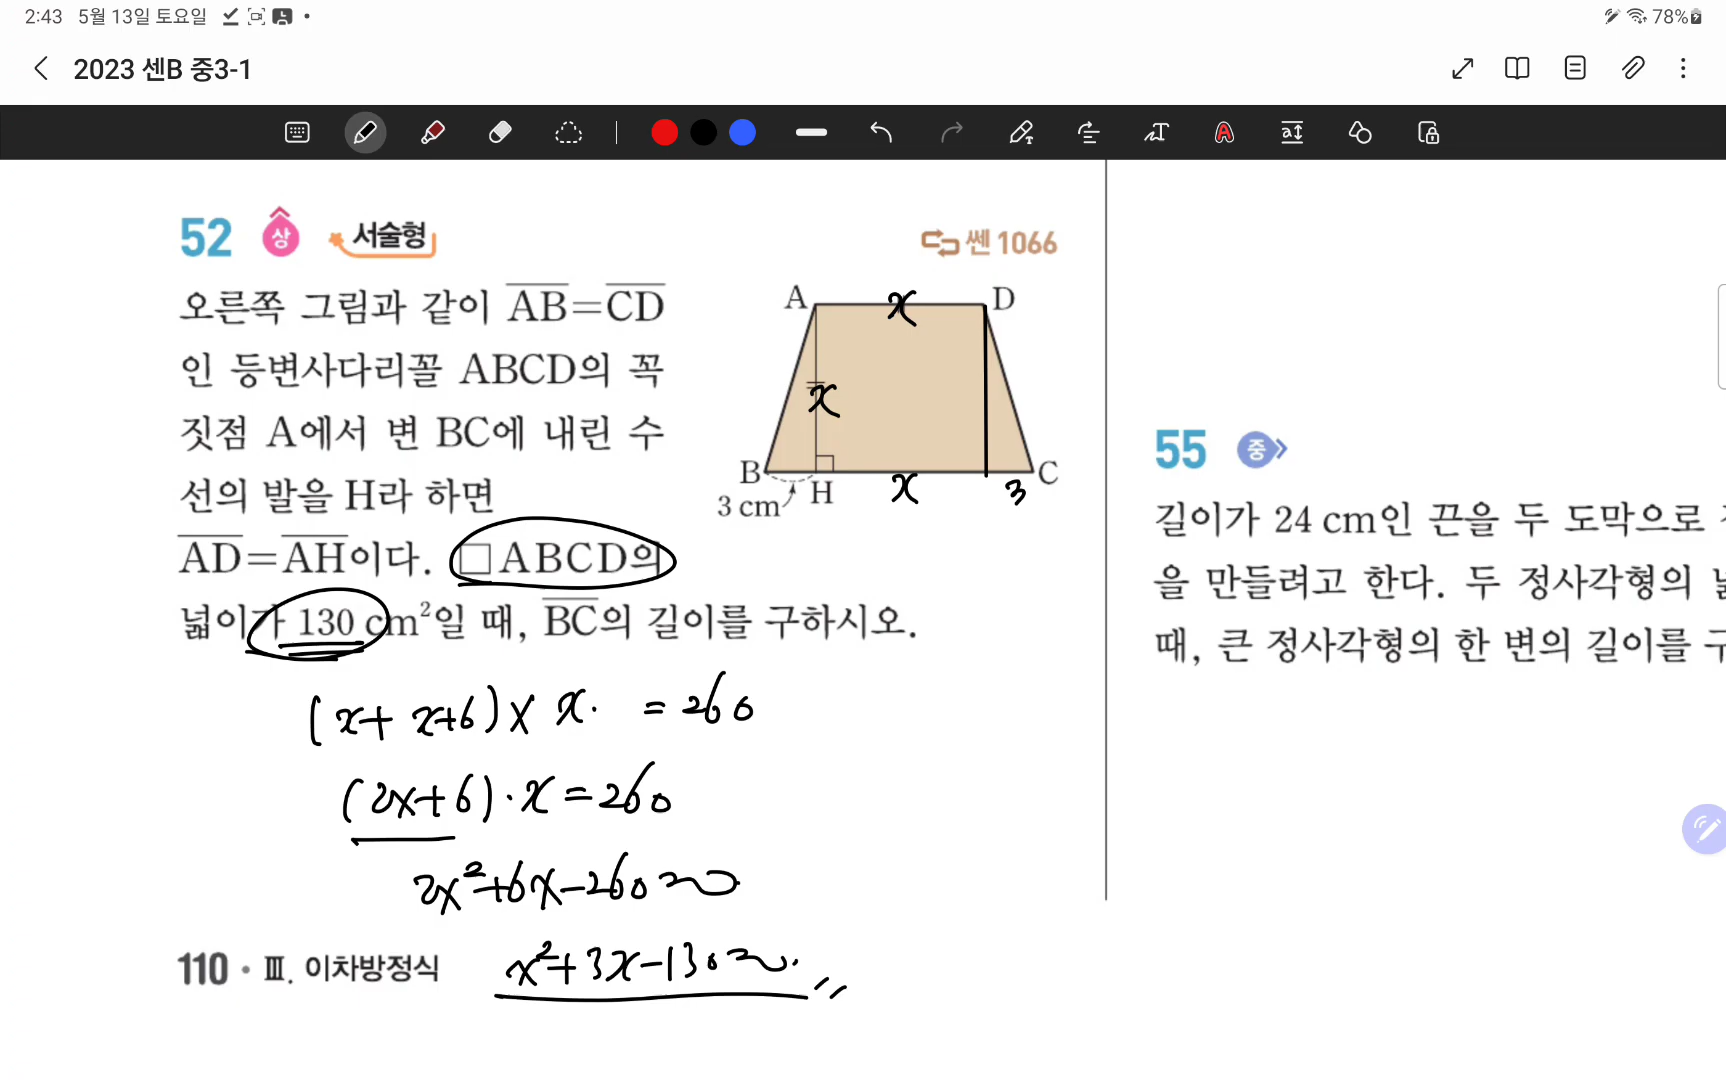 2:43 5월 13일 토요일
78%
2023 쎈B 중3-1
52 상 서술형
쎈 1066
오른쪽 그림과 같이 AB=CD
인 등변사다리꼴 ABCD의 꼭
짓점 A에서 변 BC에 내린 수
선의 발을 H라 하면
AD=AH이다. □ABCD의
넓이가 130 cm²일 때, BC의 길이를 구하시오.
A x D
x
B H x C
3 cm 3
(x+x+6)×x. =260
(2x+6)·x=260
2x²+6x-260=0
x²+3x-130=0.
110 · Ⅲ. 이차방정식
55 중
길이가 24 cm인 끈을 두 도막으로
을 만들려고 한다. 두 정사각형의
때, 큰 정사각형의 한 변의 길이를 구